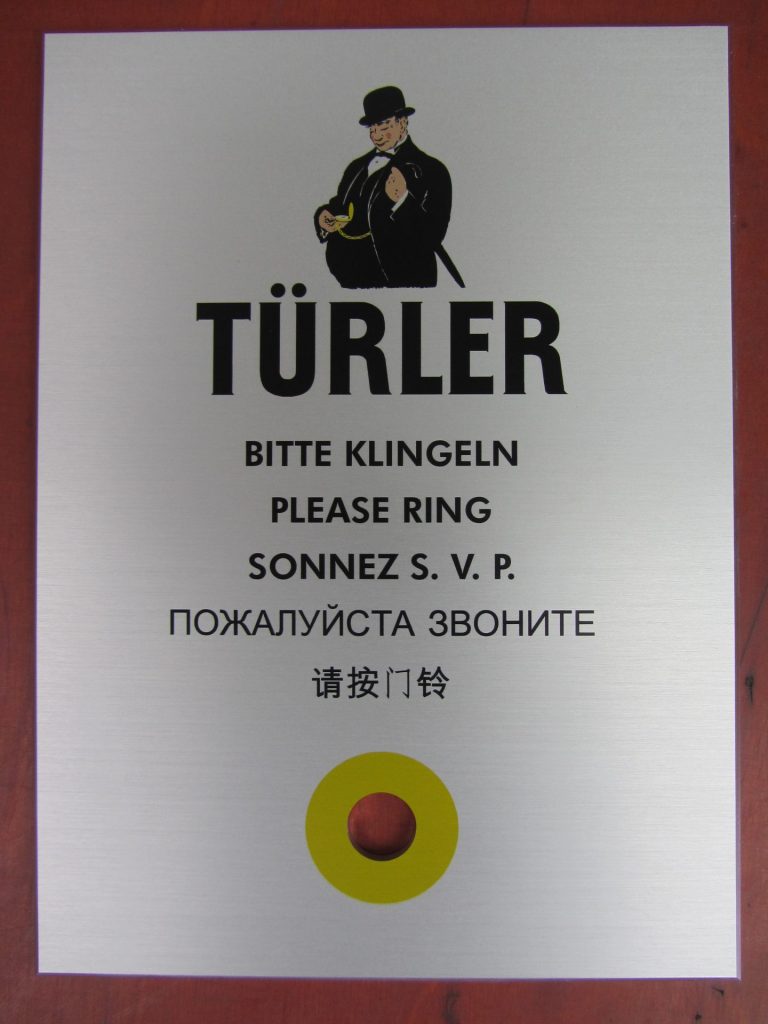 TÜRLER
BITTE KLINGELN
PLEASE RING
SONNEZ S. V. P.
ПОЖАЛУЙСТА ЗВОНИТЕ
请按门铃